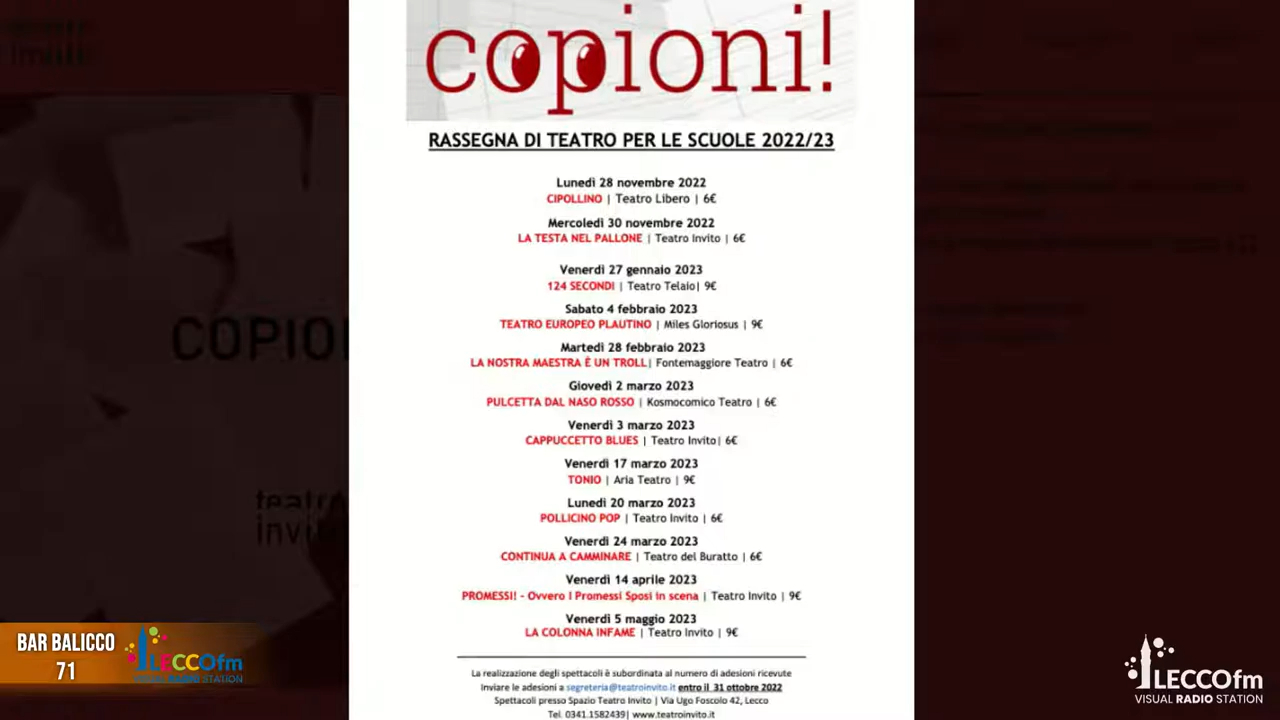 copioni!
RASSEGNA DI TEATRO PER LE SCUOLE 2022/23
Lunedì 28 novembre 2022
CIPOLLINO | Teatro Libero | 6€
Mercoledì 30 novembre 2022
LA TESTA NEL PALLONE | Teatro Invito | 6€
Venerdì 27 gennaio 2023
124 SECONDI | Teatro Telaio| 9€
Sabato 4 febbraio 2023
TEATRO EUROPEO PLAUTINO | Miles Gloriosus | 9€
Martedì 28 febbraio 2023
LA NOSTRA MAESTRA È UN TROLL| Fontemaggiore Teatro | 6€
Giovedì 2 marzo 2023
PULCETTA DAL NASO ROSSO | Kosmocomico Teatro | 6€
Venerdì 3 marzo 2023
CAPPUCCETTO BLUES | Teatro Invito| 6€
Venerdì 17 marzo 2023
TONIO | Aria Teatro | 9€
Lunedì 20 marzo 2023
POLLICINO POP | Teatro Invito | 6€
Venerdì 24 marzo 2023
CONTINUA A CAMMINARE | Teatro del Buratto | 6€
Venerdì 14 aprile 2023
PROMESSI! - Ovvero I Promessi Sposi in scena | Teatro Invito | 9€
Venerdì 5 maggio 2023
LA COLONNA INFAME | Teatro Invito | 9€
La realizzazione degli spettacoli è subordinata al numero di adesioni ricevute
Inviare le adesioni a segreteria@teatroinvito.it entro il 31 ottobre 2022
Spettacoli presso Spazio Teatro Invito | Via Ugo Foscolo 42, Lecco
Tel. 0341.1582439| www.teatroinvito.it
COPIO
teatr
invi
BAR BALICCO
71
LECCOfm
VISUAL RADIO STATION
LECCOfm
VISUAL RADIO STATION